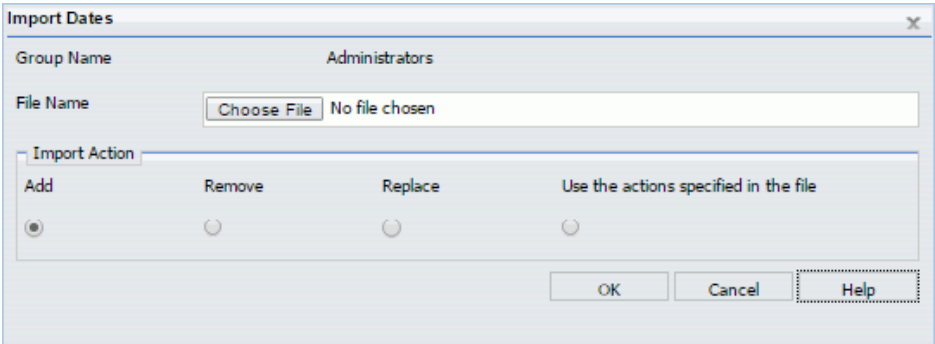 Import Dates
Group Name Administrators
File Name Choose File No file chosen
Import Action
Add Remove Replace Use the actions specified in the file
OK Cancel Help